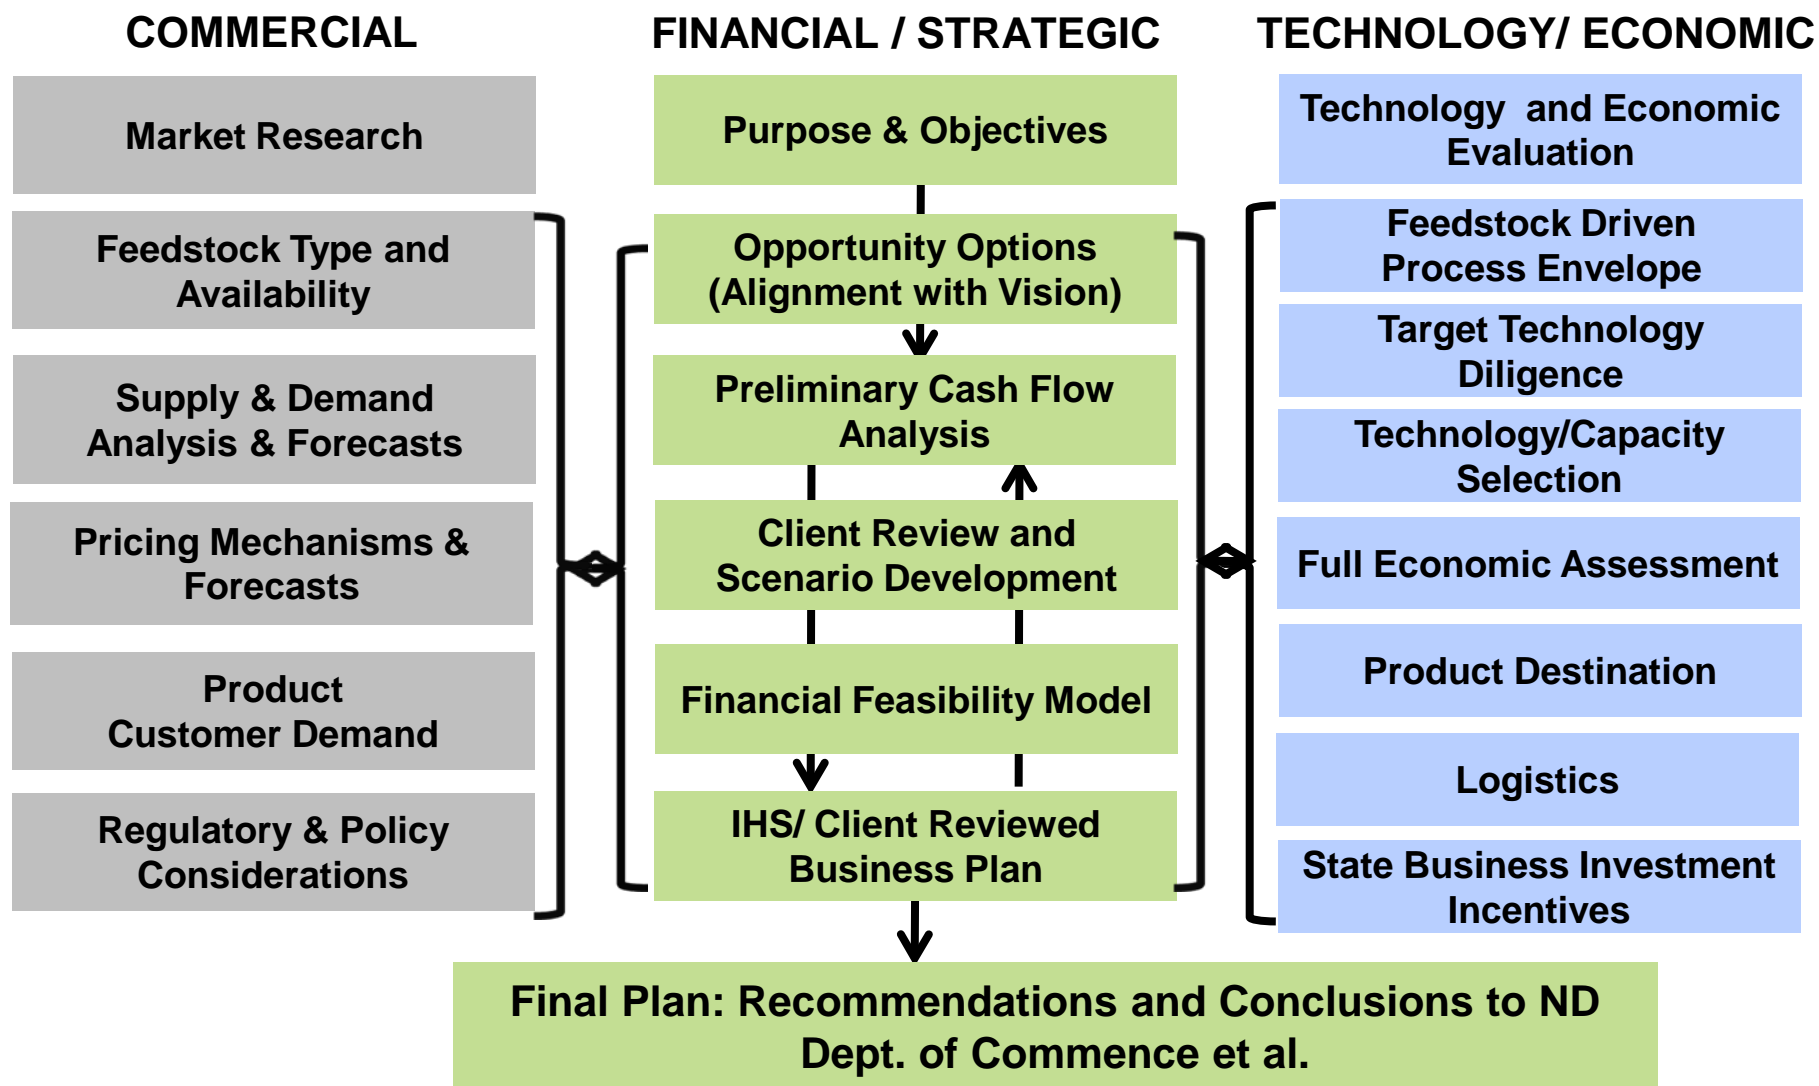 COMMERCIAL
Market Research
Feedstock Type and
Availability
Supply & Demand
Analysis & Forecasts
Pricing Mechanisms &
Forecasts
Product
Customer Demand
Regulatory & Policy
Considerations
FINANCIAL / STRATEGIC
Purpose & Objectives
Opportunity Options
(Alignment with Vision)
Preliminary Cash Flow
Analysis
Client Review and
Scenario Development
Financial Feasibility Model
IHS/ Client Reviewed
Business Plan
TECHNOLOGY/ ECONOMIC
Technology and Economic
Evaluation
Feedstock Driven
Process Envelope
Target Technology
Diligence
Technology/Capacity
Selection
Full Economic Assessment
Product Destination
Logistics
State Business Investment
Incentives
Final Plan: Recommendations and Conclusions to ND
Dept. of Commence et al.